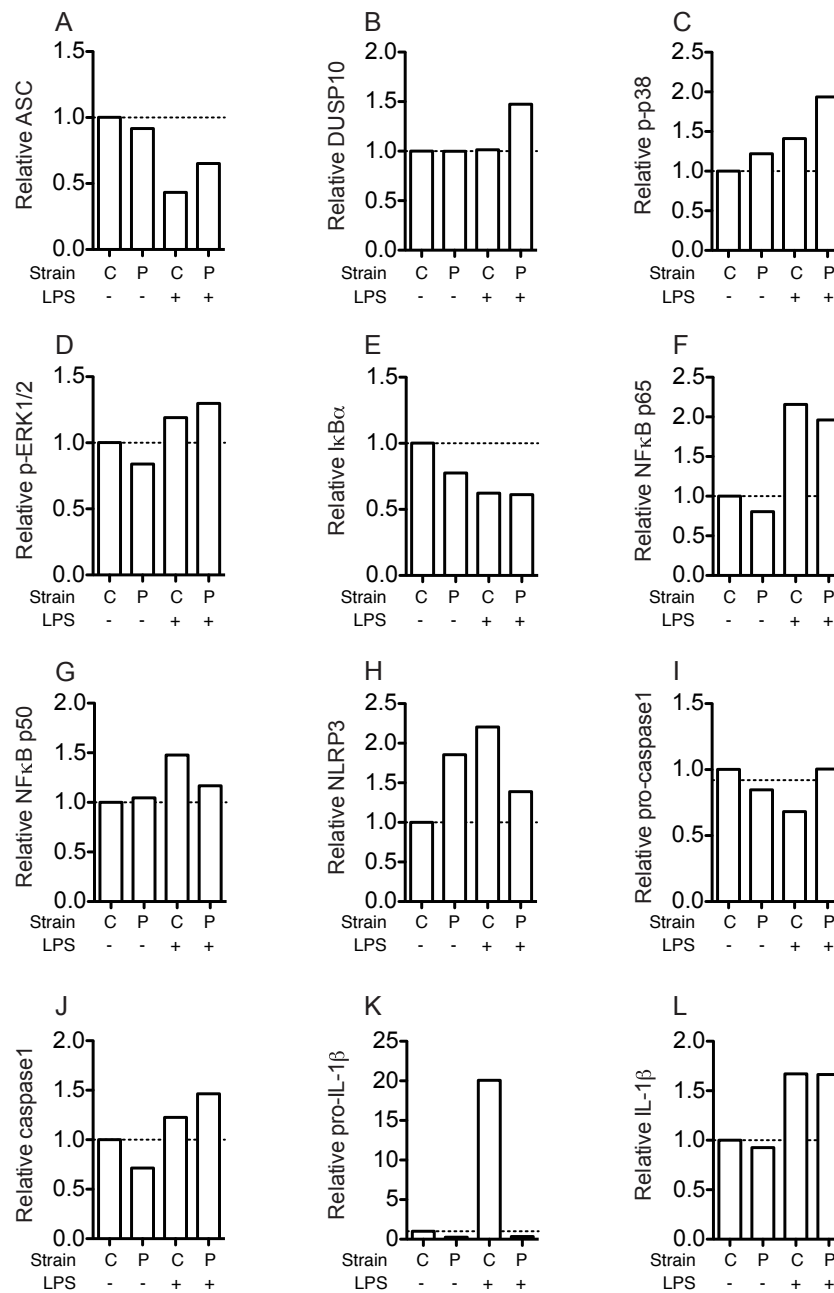 A
Relative ASC
1.5
1.0
0.5
0.0
Strain C P C P
LPS - - + +
B
Relative DUSP10
2.0
1.5
1.0
0.5
0.0
Strain C P C P
LPS - - + +
C
Relative p-p38
2.5
2.0
1.5
1.0
0.5
0.0
Strain C P C P
LPS - - + +
D
Relative p-ERK1/2
1.5
1.0
0.5
0.0
Strain C P C P
LPS - - + +
E
Relative IκBα
1.5
1.0
0.5
0.0
Strain C P C P
LPS - - + +
F
Relative NFκB p65
2.5
2.0
1.5
1.0
0.5
0.0
Strain C P C P
LPS - - + +
G
Relative NFκB p50
2.0
1.5
1.0
0.5
0.0
Strain C P C P
LPS - - + +
H
Relative NLRP3
2.5
2.0
1.5
1.0
0.5
0.0
Strain C P C P
LPS - - + +
I
Relative pro-caspase1
1.5
1.0
0.5
0.0
Strain C P C P
LPS - - + +
J
Relative caspase1
2.0
1.5
1.0
0.5
0.0
Strain C P C P
LPS - - + +
K
Relative pro-IL-1β
25
20
15
10
5
0
Strain C P C P
LPS - - + +
L
Relative IL-1β
2.0
1.5
1.0
0.5
0.0
Strain C P C P
LPS - - + +